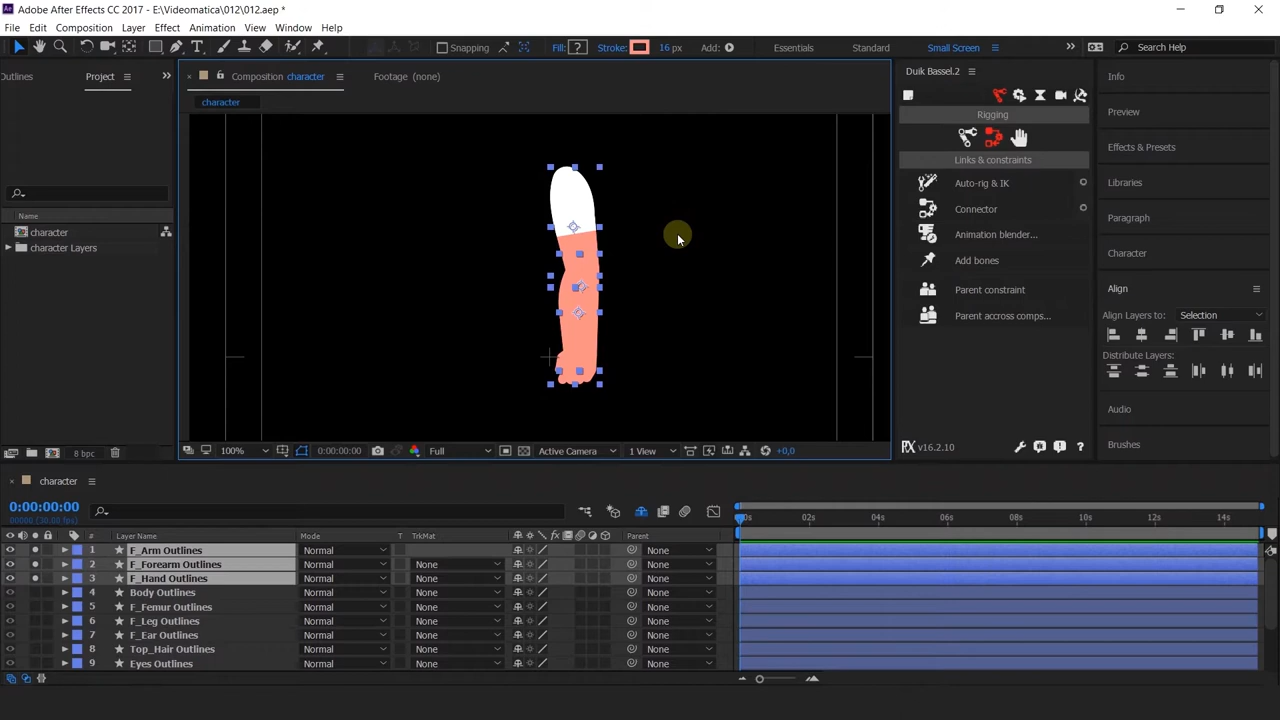 Adobe After Effects CC 2017 - E:\Videomatica\012\012.aep *
File Edit Composition Layer Effect Animation View Window Help
Snapping Fill: ? Stroke: 16 px Add: Essentials Standard Small Screen >> Search Help
Outlines Project >> Composition character Footage (none) Duik Bassel.2 Info
character
Rigging Preview
Links & constraints Effects & Presets
Auto-rig & IK Libraries
Connector Paragraph
Animation blender...
Add bones Character
Parent constraint Align
Parent accross comps... Align Layers to: Selection
Distribute Layers:
Audio
Brushes
Name
character
character Layers
8 bpc 100% 0:00:00:00 Full Active Camera 1 View +0,0 v16.2.10
character
0:00:00:00
00000 (30.00 fps)
0s 02s 04s 06s 08s 10s 12s 14s
# Layer Name Mode T TrkMat fx Parent
1 F_Arm Outlines Normal None
2 F_Forearm Outlines Normal None None
3 F_Hand Outlines Normal None None
4 Body Outlines Normal None None
5 F_Femur Outlines Normal None None
6 F_Leg Outlines Normal None None
7 F_Ear Outlines Normal None None
8 Top_Hair Outlines Normal None None
9 Eyes Outlines Normal None None